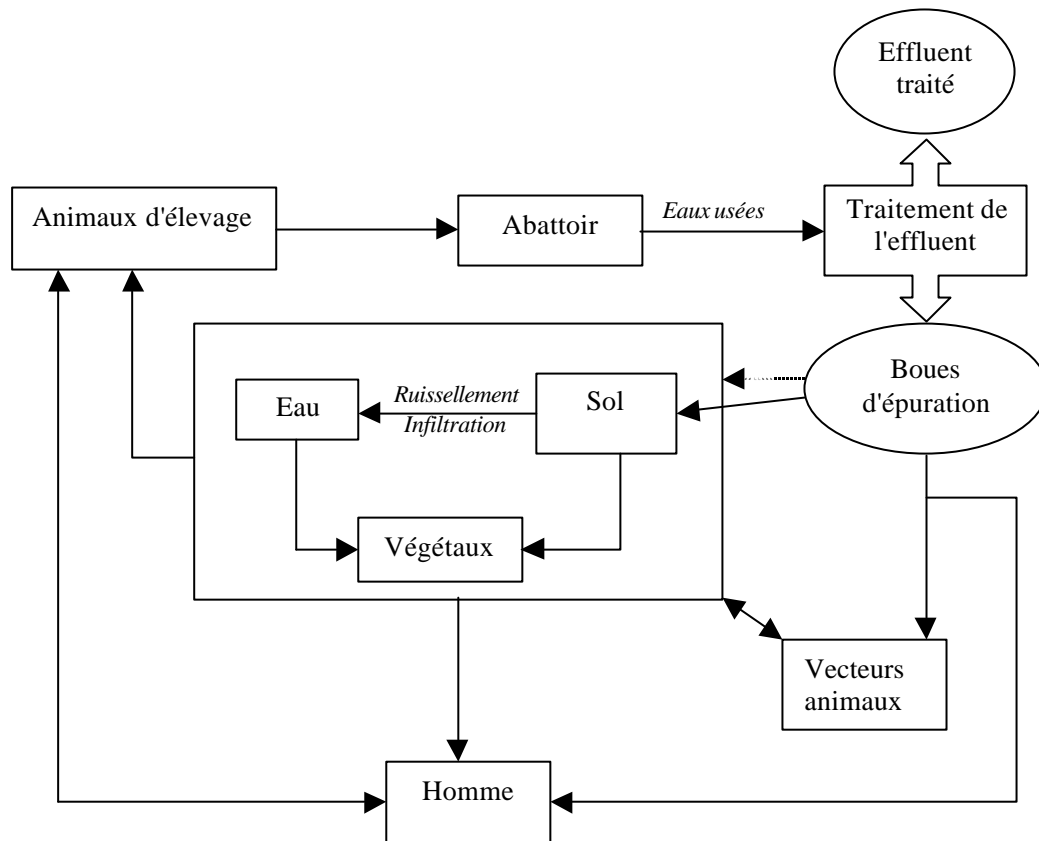 Effluent
traité
Animaux d'élevage
Abattoir
Eaux usées
Traitement de
l'effluent
Eau
Ruissellement
Infiltration
Sol
Boues
d'épuration
Végétaux
Vecteurs
animaux
Homme